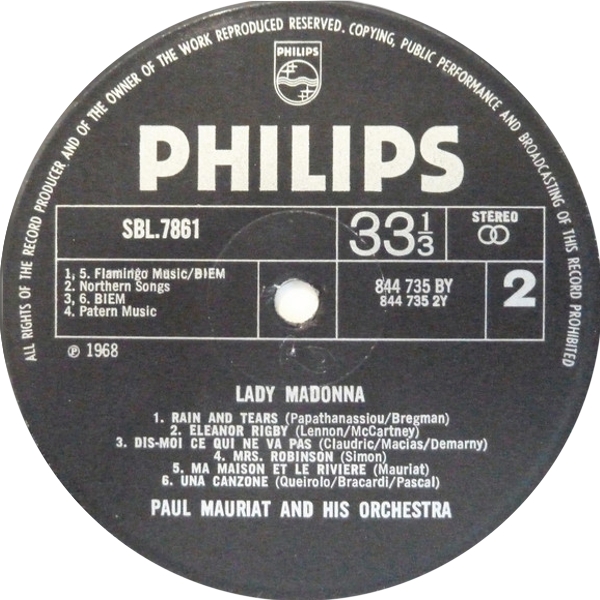 ALL RIGHTS OF THE RECORD PRODUCER AND OF THE OWNER OF THE WORK REPRODUCED RESERVED. COPYING, PUBLIC PERFORMANCE AND BROADCASTING OF THIS RECORD PROHIBITED
PHILIPS
PHILIPS
SBL.7861
33 1/3
STEREO
1, 5. Flamingo Music/BIEM
2. Northern Songs
3, 6. BIEM
4. Patern Music
844 735 BY
844 735 2Y
2
℗ 1968
LADY MADONNA
1. RAIN AND TEARS (Papathanassiou/Bregman)
2. ELEANOR RIGBY (Lennon/McCartney)
3. DIS-MOI CE QUI NE VA PAS (Claudric/Macias/Demarny)
4. MRS. ROBINSON (Simon)
5. MA MAISON ET LE RIVIERE (Mauriat)
6. UNA CANZONE (Queirolo/Bracardi/Pascal)
PAUL MAURIAT AND HIS ORCHESTRA